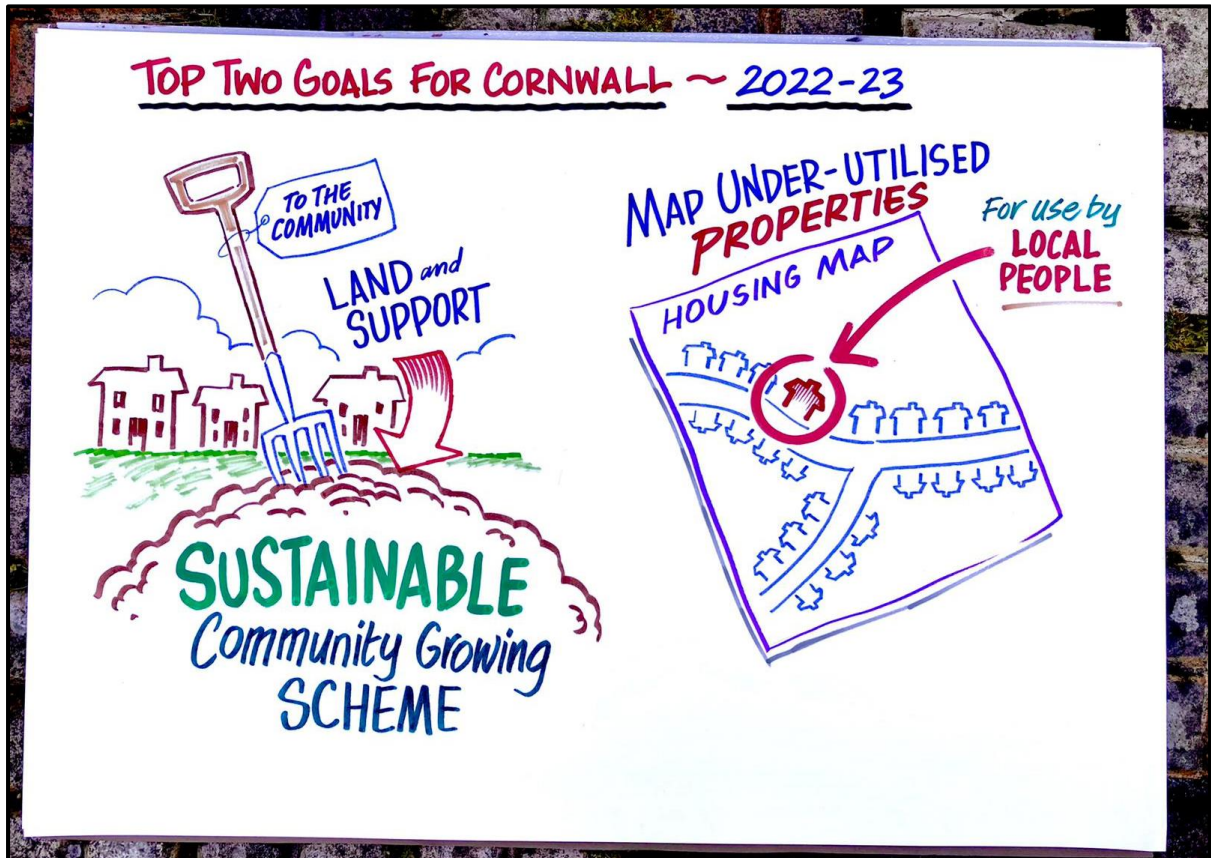 TOP TWO GOALS FOR CORNWALL ~ 2022-23
TO THE
COMMUNITY
LAND and
SUPPORT
SUSTAINABLE
Community Growing
SCHEME
MAP UNDER-UTILISED
PROPERTIES
HOUSING MAP
For use by
LOCAL
PEOPLE